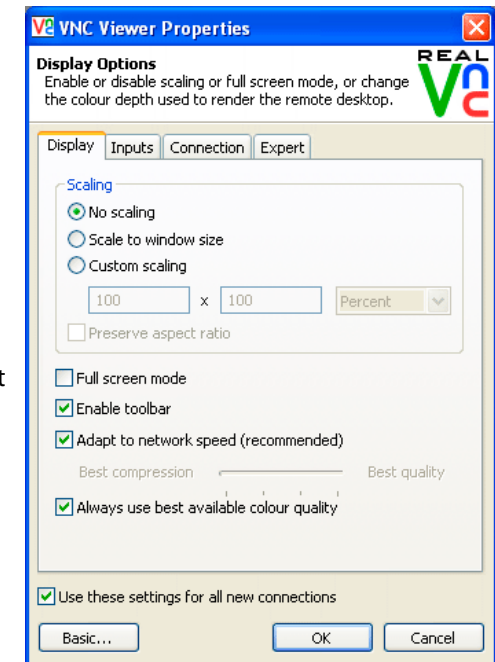 VNC Viewer Properties
Display Options
Enable or disable scaling or full screen mode, or change
the colour depth used to render the remote desktop.
REAL
VNC
Display Inputs Connection Expert
Scaling
No scaling
Scale to window size
Custom scaling
100 x 100 Percent
Preserve aspect ratio
t
Full screen mode
Enable toolbar
Adapt to network speed (recommended)
Best compression Best quality
Always use best available colour quality
Use these settings for all new connections
Basic... OK Cancel